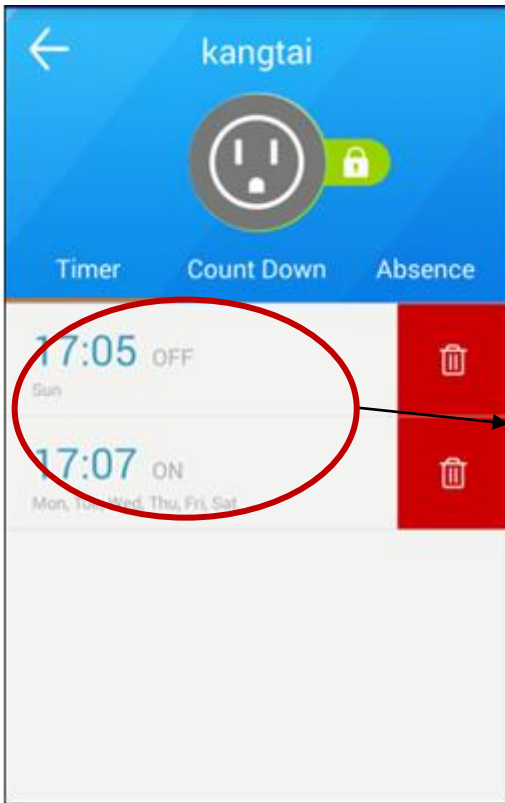 kangtai
Timer Count Down Absence
17:05 OFF
Sun
17:07 ON
Mon, Tue, Wed, Thu, Fri, Sat